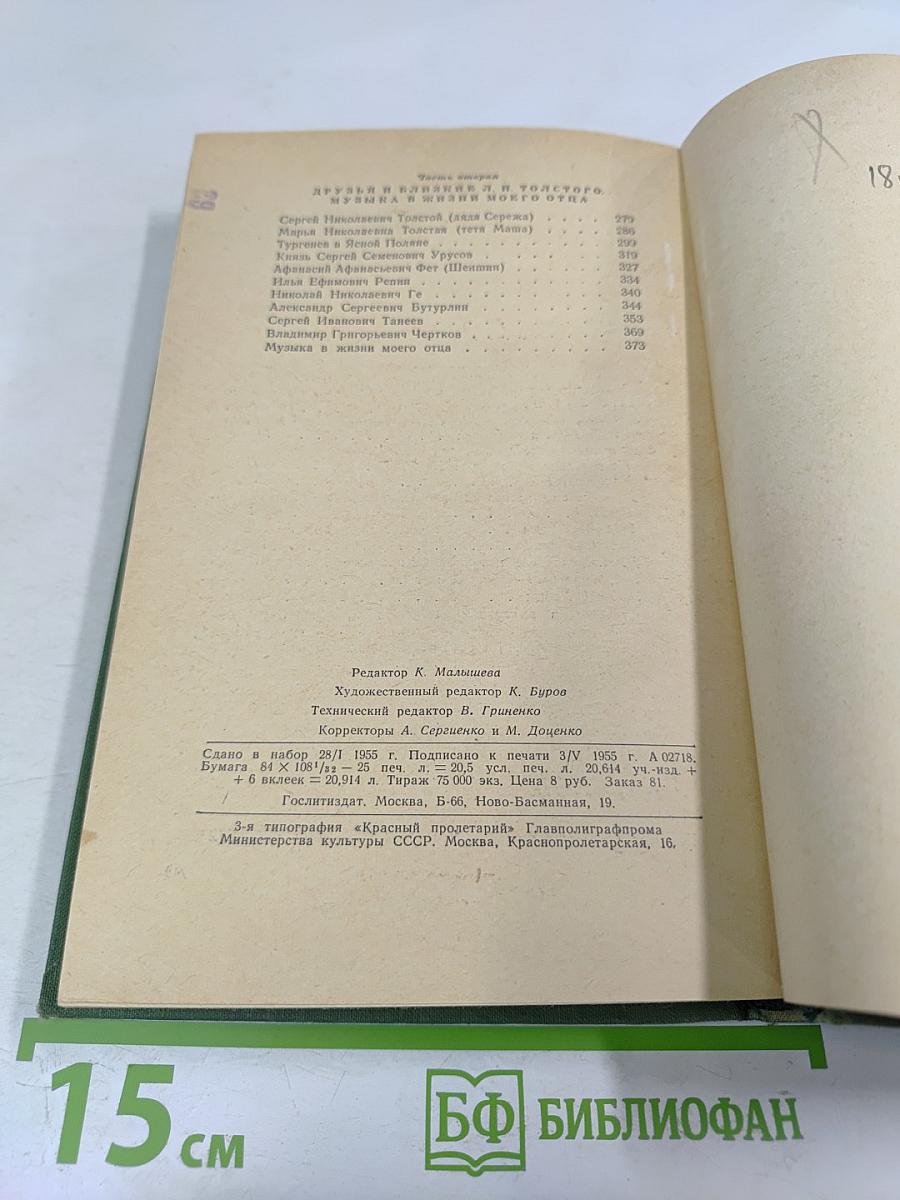 Часть вторая
ДРУЗЬЯ И БЛИЗКИЕ Л. Н. ТОЛСТОГО.
МУЗЫКА В ЖИЗНИ МОЕГО ОТЦА
Сергей Николаевич Толстой (дядя Сережа) . . . . 279
Марья Николаевна Толстая (тетя Маша) . . . . 286
Тургенев в Ясной Поляне . . . . . . . . . 299
Князь Сергей Семенович Урусов . . . . . . 319
Афанасий Афанасьевич Фет (Шеншин) . . . . . . 327
Илья Ефимович Репин . . . . . . . . . . 334
Николай Николаевич Ге . . . . . . . . . . 340
Александр Сергеевич Бутурлин . . . . . . . . 344
Сергей Иванович Танеев . . . . . . . . . . 353
Владимир Григорьевич Чертков . . . . . . . . 369
Музыка в жизни моего отца . . . . . . . . . 373
Редактор К. Малышева
Художественный редактор К. Буров
Технический редактор В. Гриненко
Корректоры А. Сергиенко и М. Доценко
Сдано в набор 28/I 1955 г. Подписано к печати 3/V 1955 г. А 02718.
Бумага 84 × 108 1/32 — 25 печ. л. = 20,5 усл. печ. л. 20,614 уч.-изд. +
+ 6 вклеек = 20,914 л. Тираж 75 000 экз. Цена 8 руб. Заказ 81.
Гослитиздат. Москва, Б-66, Ново-Басманная, 19.
3-я типография «Красный пролетарий» Главполиграфпрома
Министерства культуры СССР. Москва, Краснопролетарская, 16.
18
15 см
БФ БИБЛИОФАН